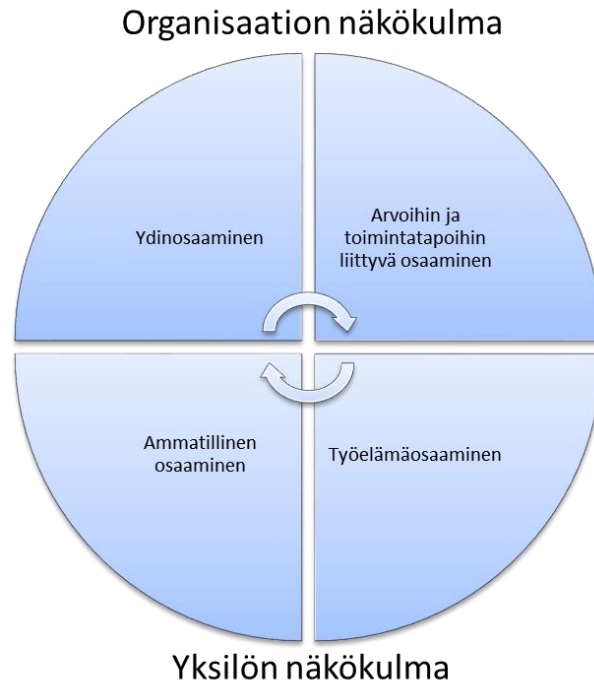 Organisaation näkökulma
Ydinosaaminen
Arvoihin ja
toimintatapoihin
liittyvä osaaminen
Ammatillinen
osaaminen
Työelämäosaaminen
Yksilön näkökulma